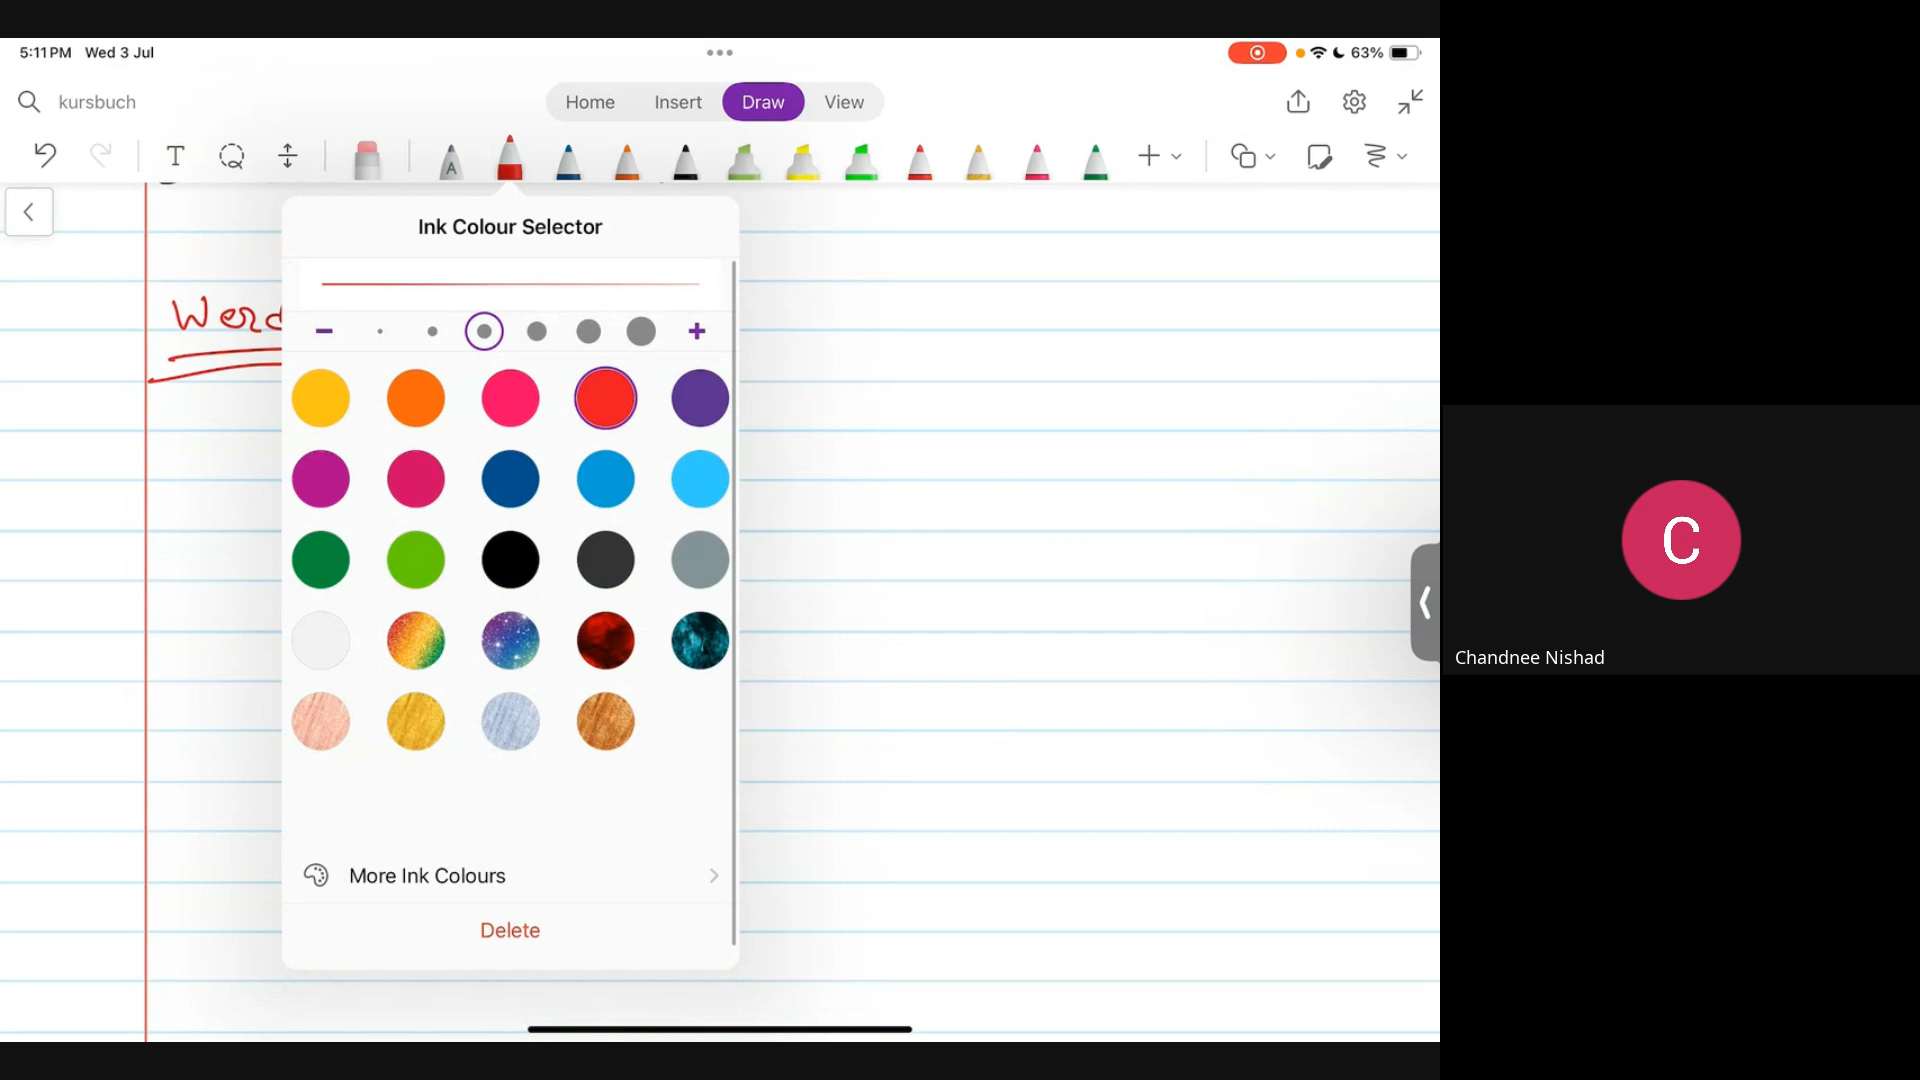 5:11 PM Wed 3 Jul
63%
kursbuch
Home Insert Draw View
T
A
Ink Colour Selector
More Ink Colours
Delete
C
Chandnee Nishad